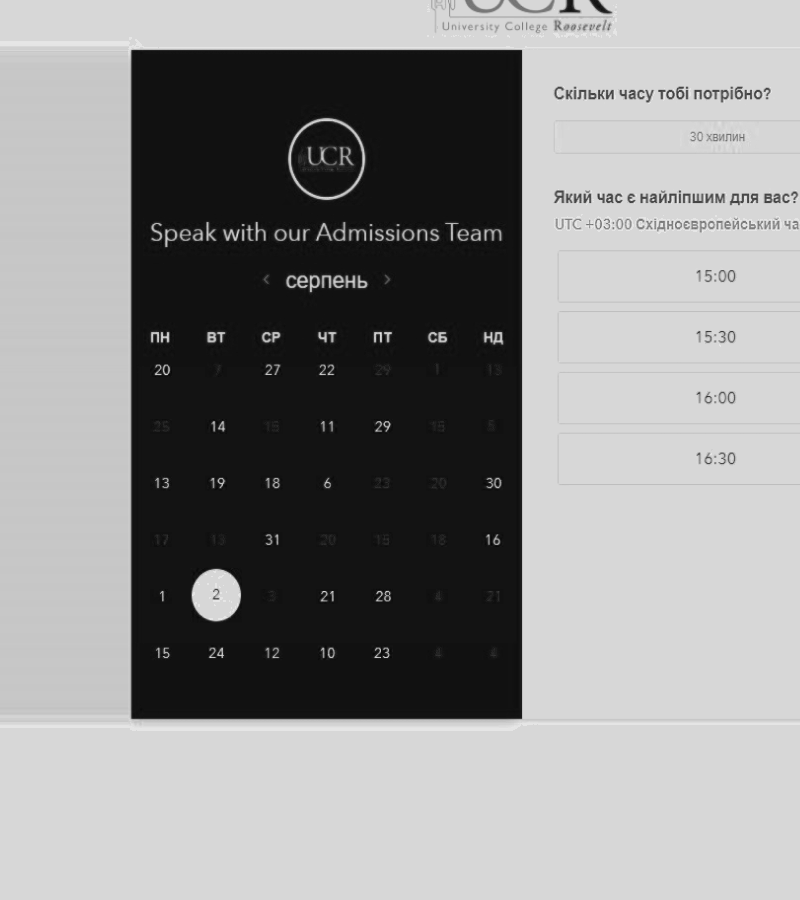 UCR
University College Roosevelt
UCR
Speak with our Admissions Team
‹ серпень ›
ПН ВТ СР ЧТ ПТ СБ НД
20 7 27 22 29 1 13
25 14 15 11 29 15 5
13 19 18 6 23 20 30
17 13 31 20 15 18 16
1 2 3 21 28 4 21
15 24 12 10 23 4 4
Скільки часу тобі потрібно?
30 хвилин
Який час є найліпшим для вас?
UTC +03:00 Східноєвропейський ча
15:00
15:30
16:00
16:30